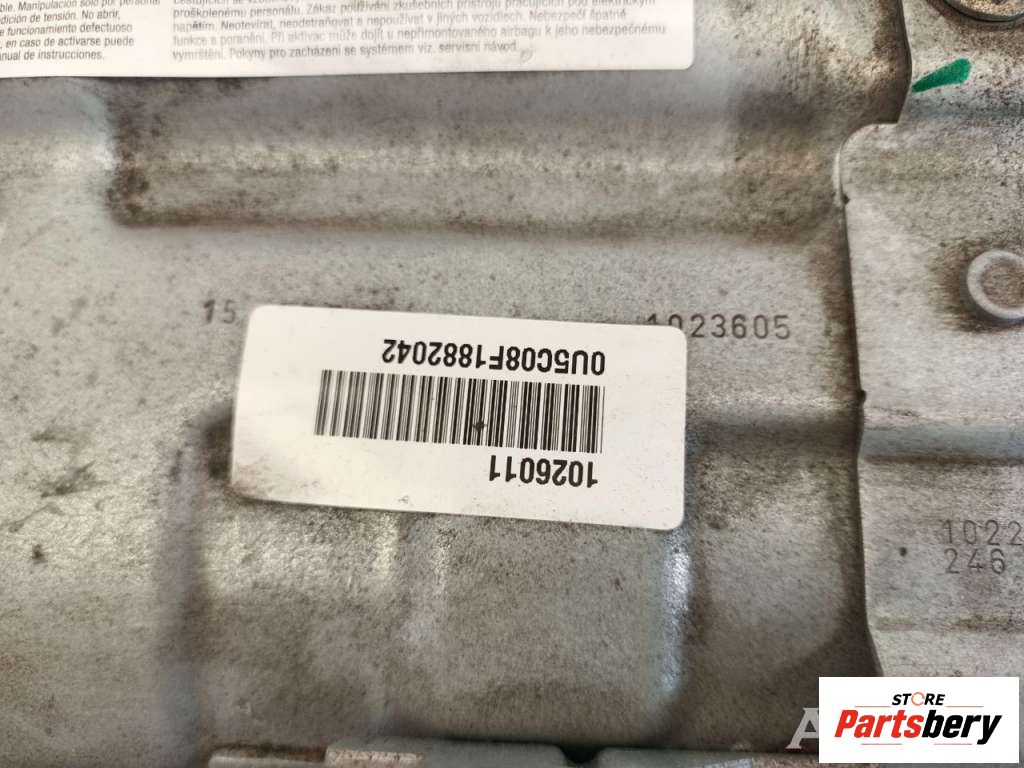 ble. Manipulación solo por personal
dición de tensión. No abrir,
e funcionamiento defectuoso
, en caso de activarse puede
anual de instrucciones.
proškolenému personálu. Zákaz používání zkušebních přístrojů pracujících pod elektrickým
napětím. Neotevírat, neodstraňovat a nepoužívat v jiných vozidlech. Nebezpečí špatné
funkce a poranění. Při aktivac může dojít u nepřimontovaného airbagu k jeho nebezpečnému
vymrštění. Pokyny pro zacházení se systémem viz. servisní návod.
15
1023605
1026011
0U5C08F1882042
1022
246
STORE
Partsbery